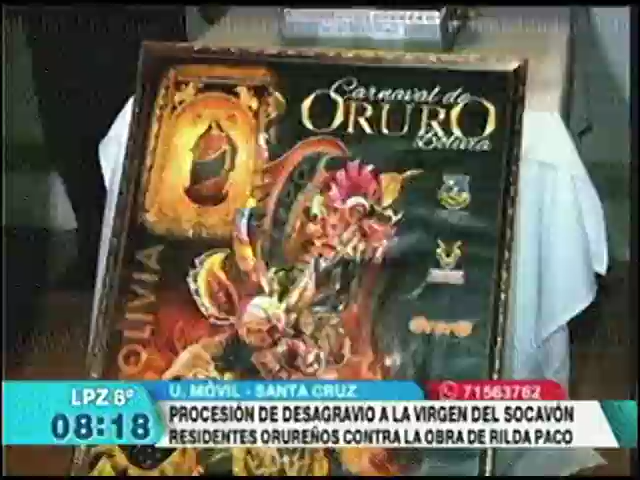 Carnaval de
ORURO
Bolivia
BOLIVIA
LPZ 8°
08:18
U. MÓVIL - SANTA CRUZ
71563762
PROCESIÓN DE DESAGRAVIO A LA VIRGEN DEL SOCAVÓN
RESIDENTES ORUREÑOS CONTRA LA OBRA DE RILDA PACO